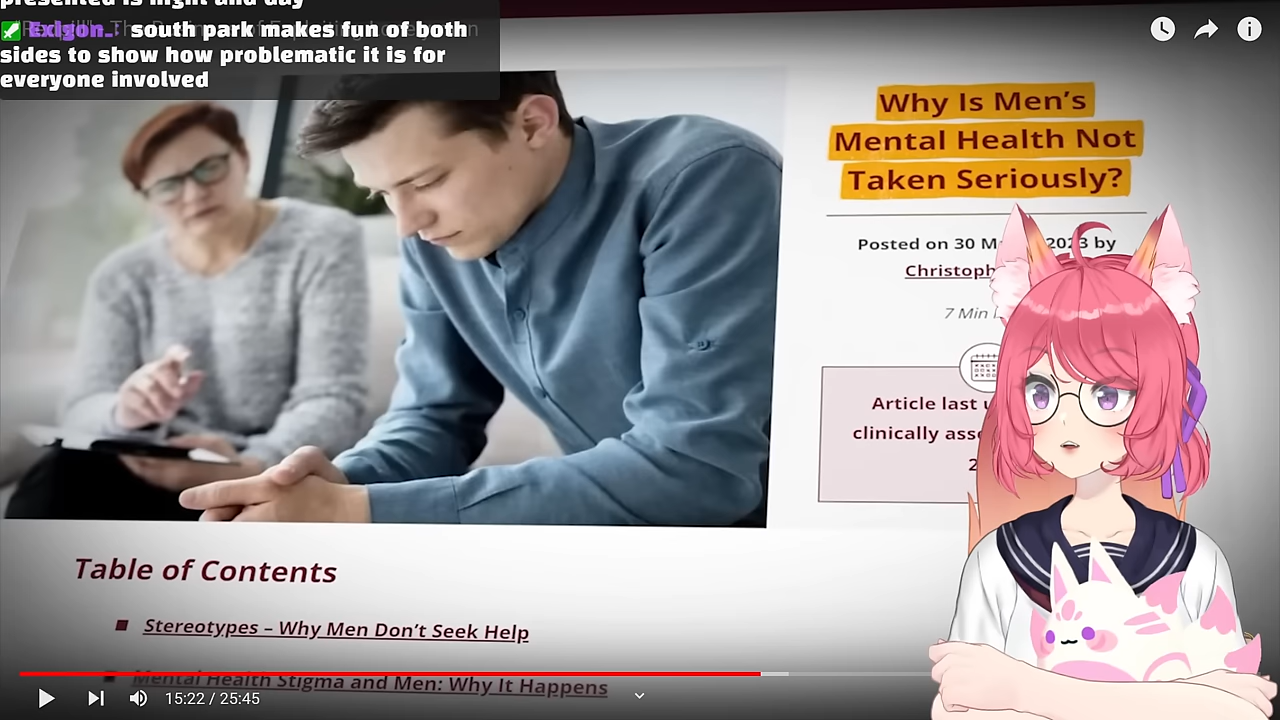 presented is night and day
Exlgon_: south park makes fun of both
sides to show how problematic it is for
everyone involved
Why Is Men's
Mental Health Not
Taken Seriously?
Posted on 30 M 2023 by
Christoph
7 Min
Article last
clinically
Table of Contents
Stereotypes – Why Men Don't Seek Help
Mental Health Stigma and Men: Why It Happens
15:22 / 25:45